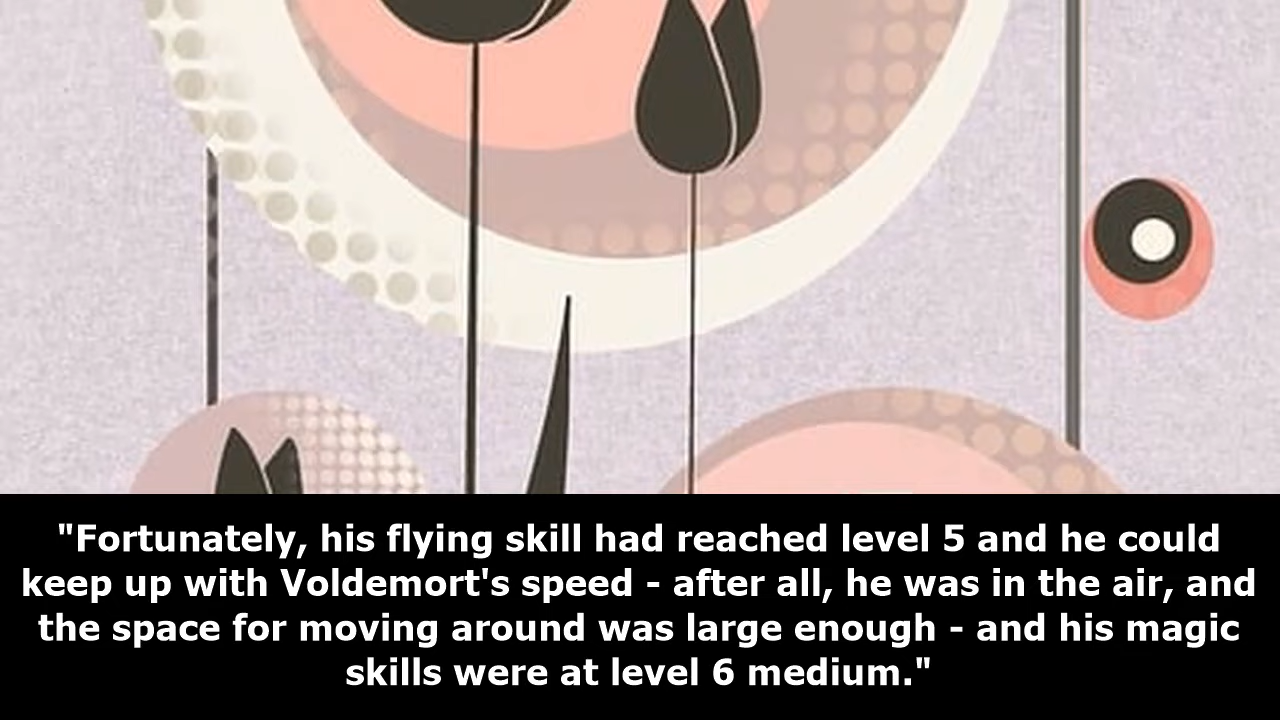 "Fortunately, his flying skill had reached level 5 and he could
keep up with Voldemort's speed - after all, he was in the air, and
the space for moving around was large enough - and his magic
skills were at level 6 medium."